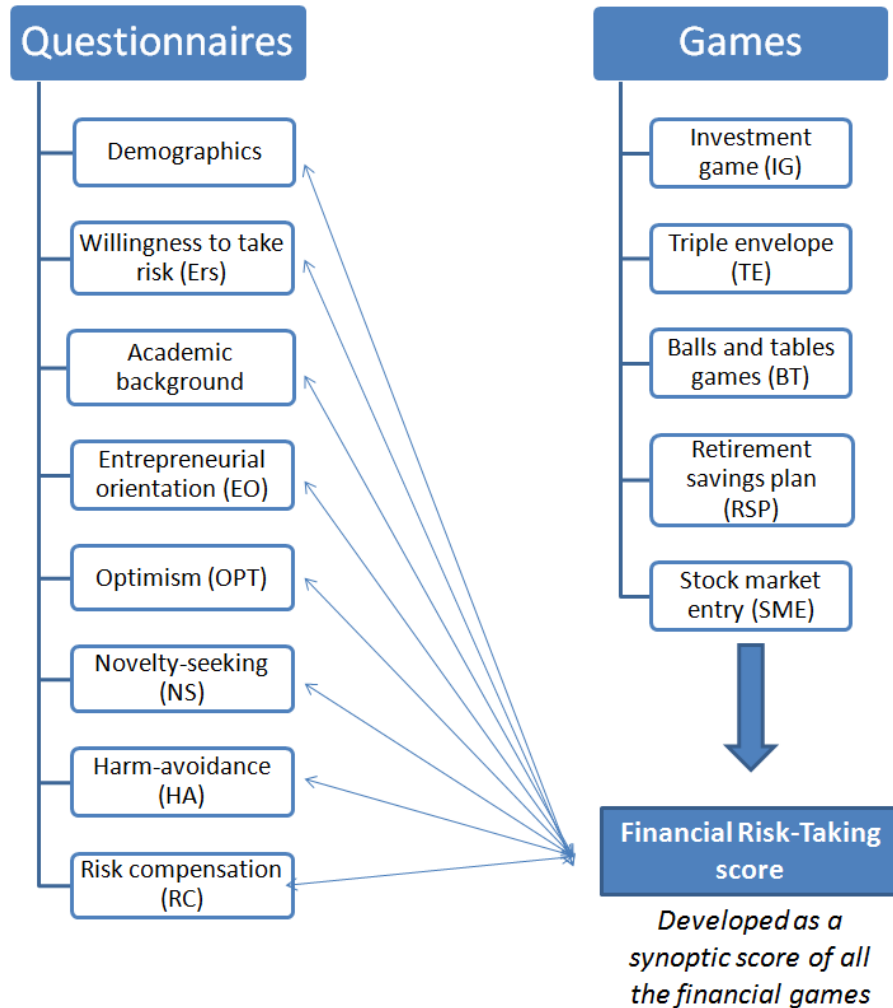 Questionnaires
Demographics
Willingness to take
risk (Ers)
Academic
background
Entrepreneurial
orientation (EO)
Optimism (OPT)
Novelty-seeking
(NS)
Harm-avoidance
(HA)
Risk compensation
(RC)
Games
Investment
game (IG)
Triple envelope
(TE)
Balls and tables
games (BT)
Retirement
savings plan
(RSP)
Stock market
entry (SME)
Financial Risk-Taking
score
Developed as a
synoptic score of all
the financial games